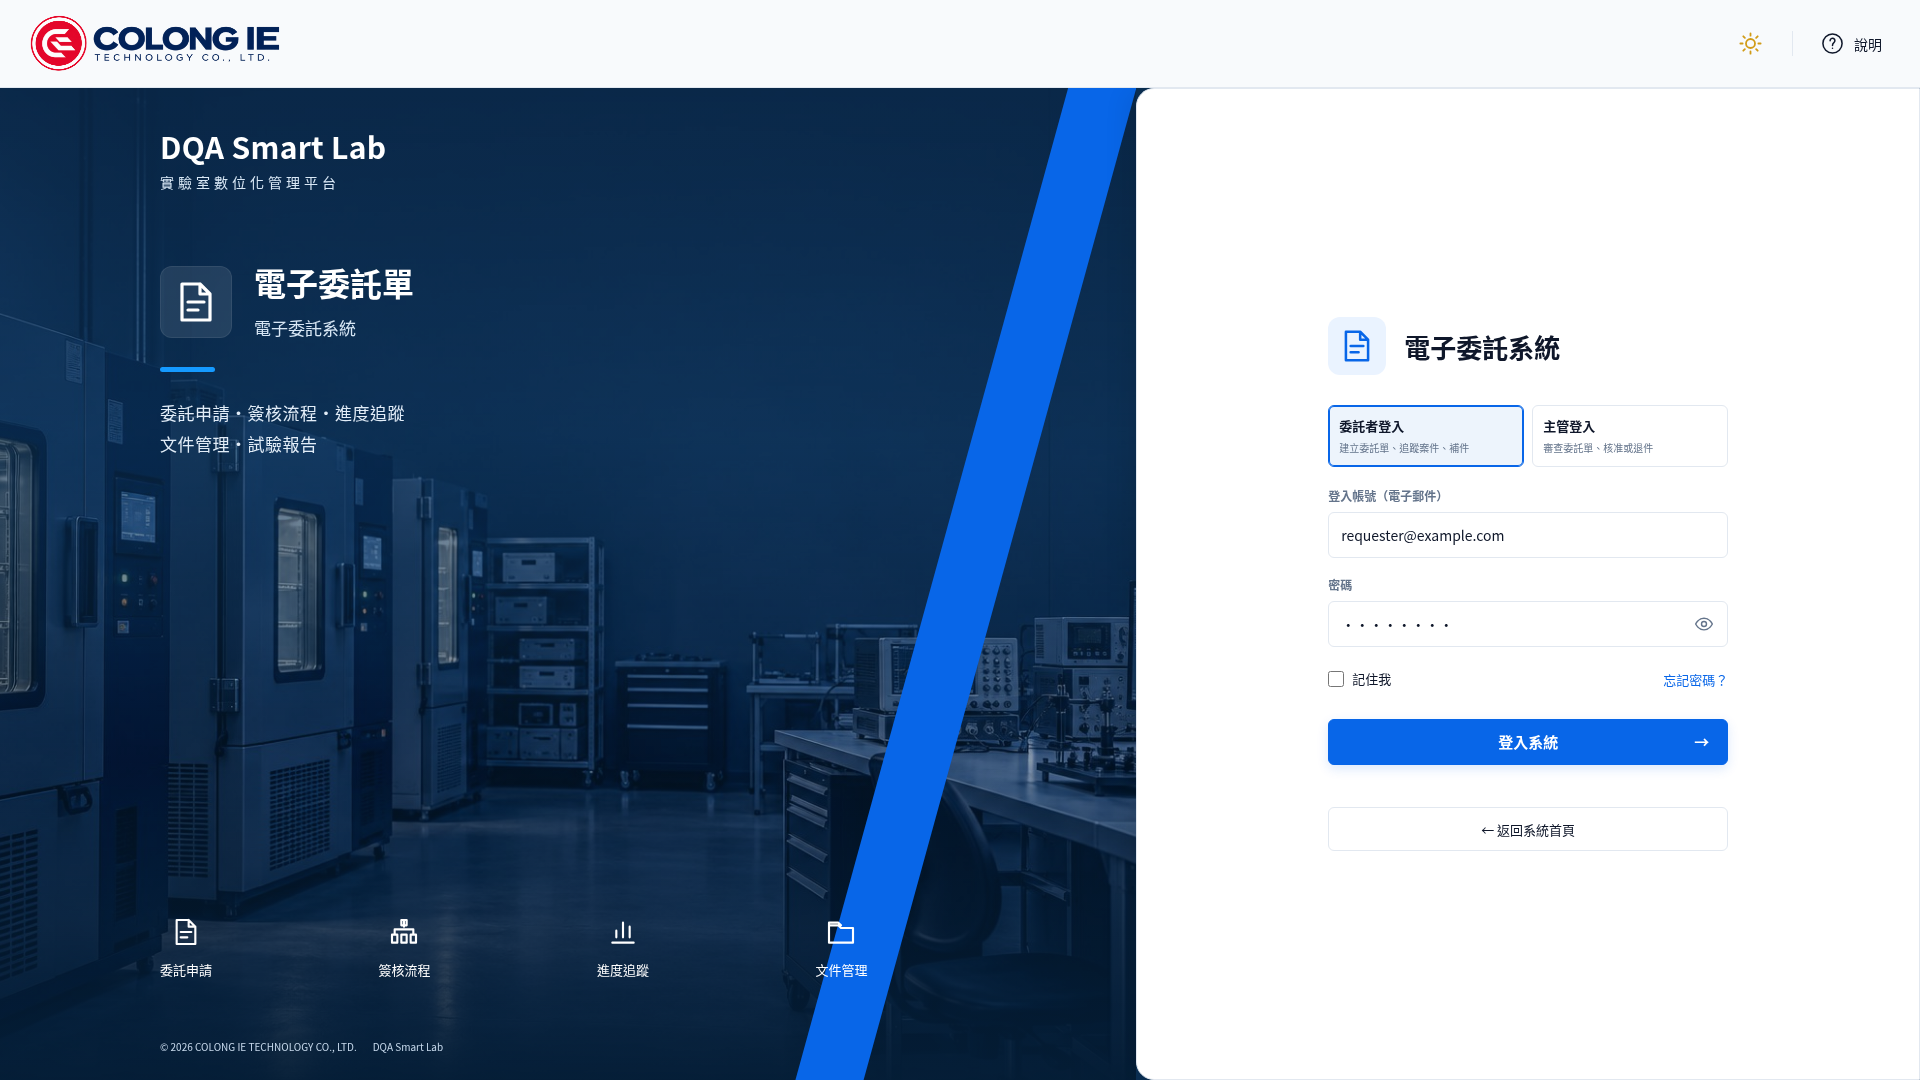 COLONG IE
TECHNOLOGY CO., LTD.
說明
DQA Smart Lab
實驗室數位化管理平台
電子委託單
電子委託系統
委託申請・簽核流程・進度追蹤
文件管理・試驗報告
委託申請
簽核流程
進度追蹤
文件管理
© 2026 COLONG IE TECHNOLOGY CO., LTD. DQA Smart Lab
電子委託系統
委託者登入
建立委託單、追蹤案件、補件
主管登入
審查委託單、核准或退件
登入帳號（電子郵件）
requester@example.com
密碼
記住我
忘記密碼？
登入系統 →
← 返回系統首頁